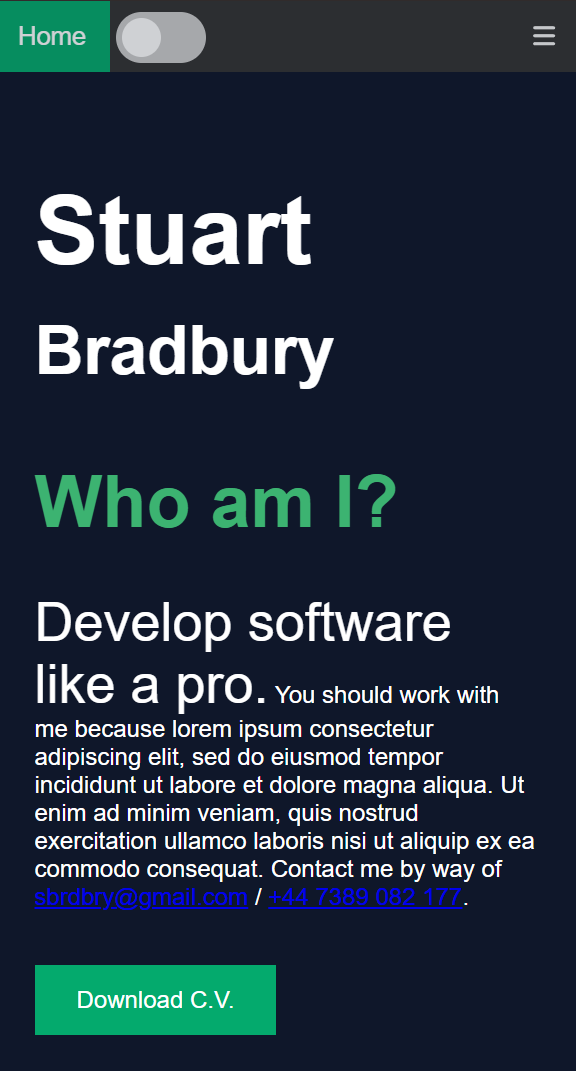 Home
Stuart
Bradbury
Who am I?
Develop software
like a pro. You should work with
me because lorem ipsum consectetur
adipiscing elit, sed do eiusmod tempor
incididunt ut labore et dolore magna aliqua. Ut
enim ad minim veniam, quis nostrud
exercitation ullamco laboris nisi ut aliquip ex ea
commodo consequat. Contact me by way of
sbrdbry@gmail.com / +44 7389 082 177.
Download C.V.